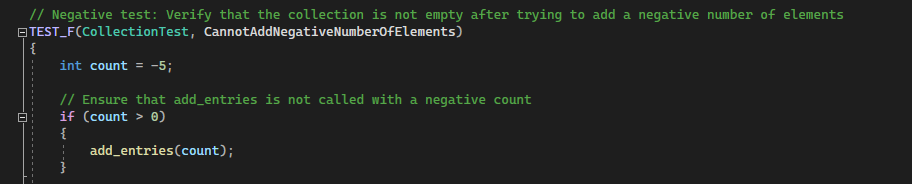 // Negative test: Verify that the collection is not empty after trying to add a negative number of elements
TEST_F(CollectionTest, CannotAddNegativeNumberOfElements)
{
int count = -5;
// Ensure that add_entries is not called with a negative count
if (count > 0)
{
add_entries(count);
}